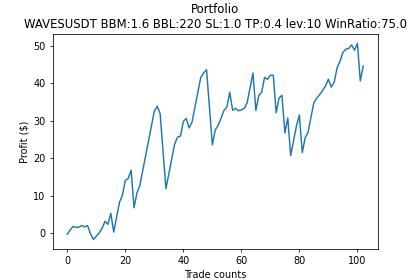 Portfolio
WAVESUSDT BBM:1.6 BBL:220 SL:1.0 TP:0.4 lev:10 WinRatio:75.0
Profit ($)
50
40
30
20
10
0
0 20 40 60 80 100
Trade counts